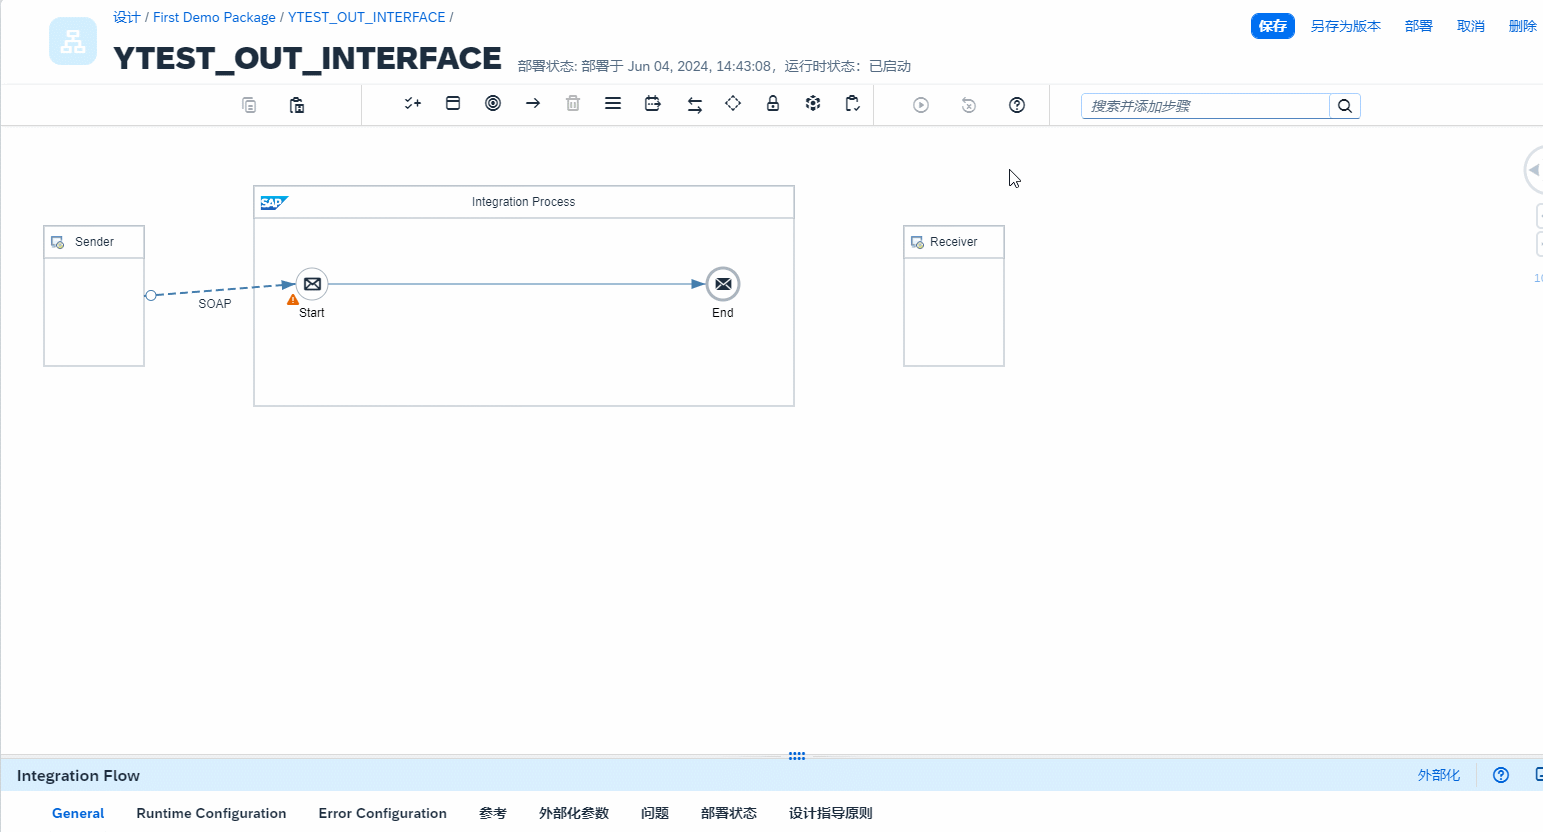 设计 / First Demo Package / YTEST_OUT_INTERFACE /
YTEST_OUT_INTERFACE
部署状态: 部署于 Jun 04, 2024, 14:43:08，运行时状态：已启动
保存 另存为版本 部署 取消 删除
搜索并添加步骤
SAP Integration Process
Sender
Receiver
SOAP
Start
End
Integration Flow
外部化
General Runtime Configuration Error Configuration 参考 外部化参数 问题 部署状态 设计指导原则